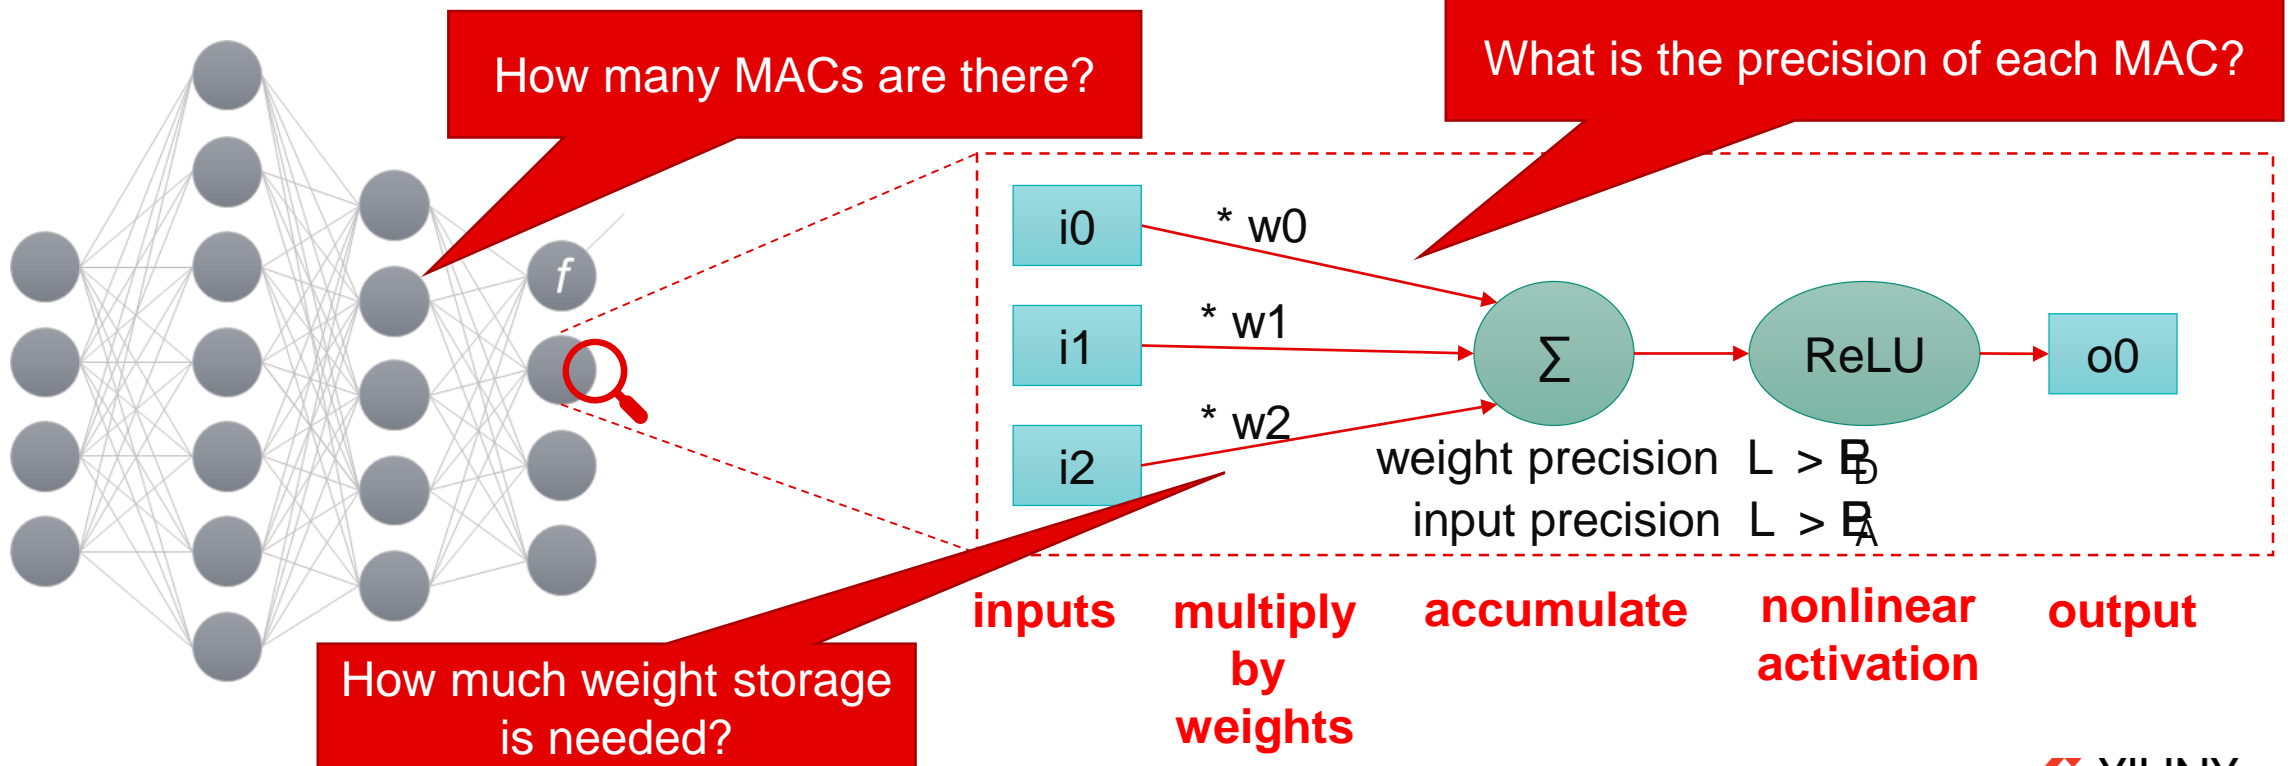 How many MACs are there?
What is the precision of each MAC?
f
i0
* w0
i1
* w1
i2
* w2
∑
ReLU
o0
weight precision
input precision
inputs
multiply
by
weights
accumulate
nonlinear
activation
output
How much weight storage
is needed?